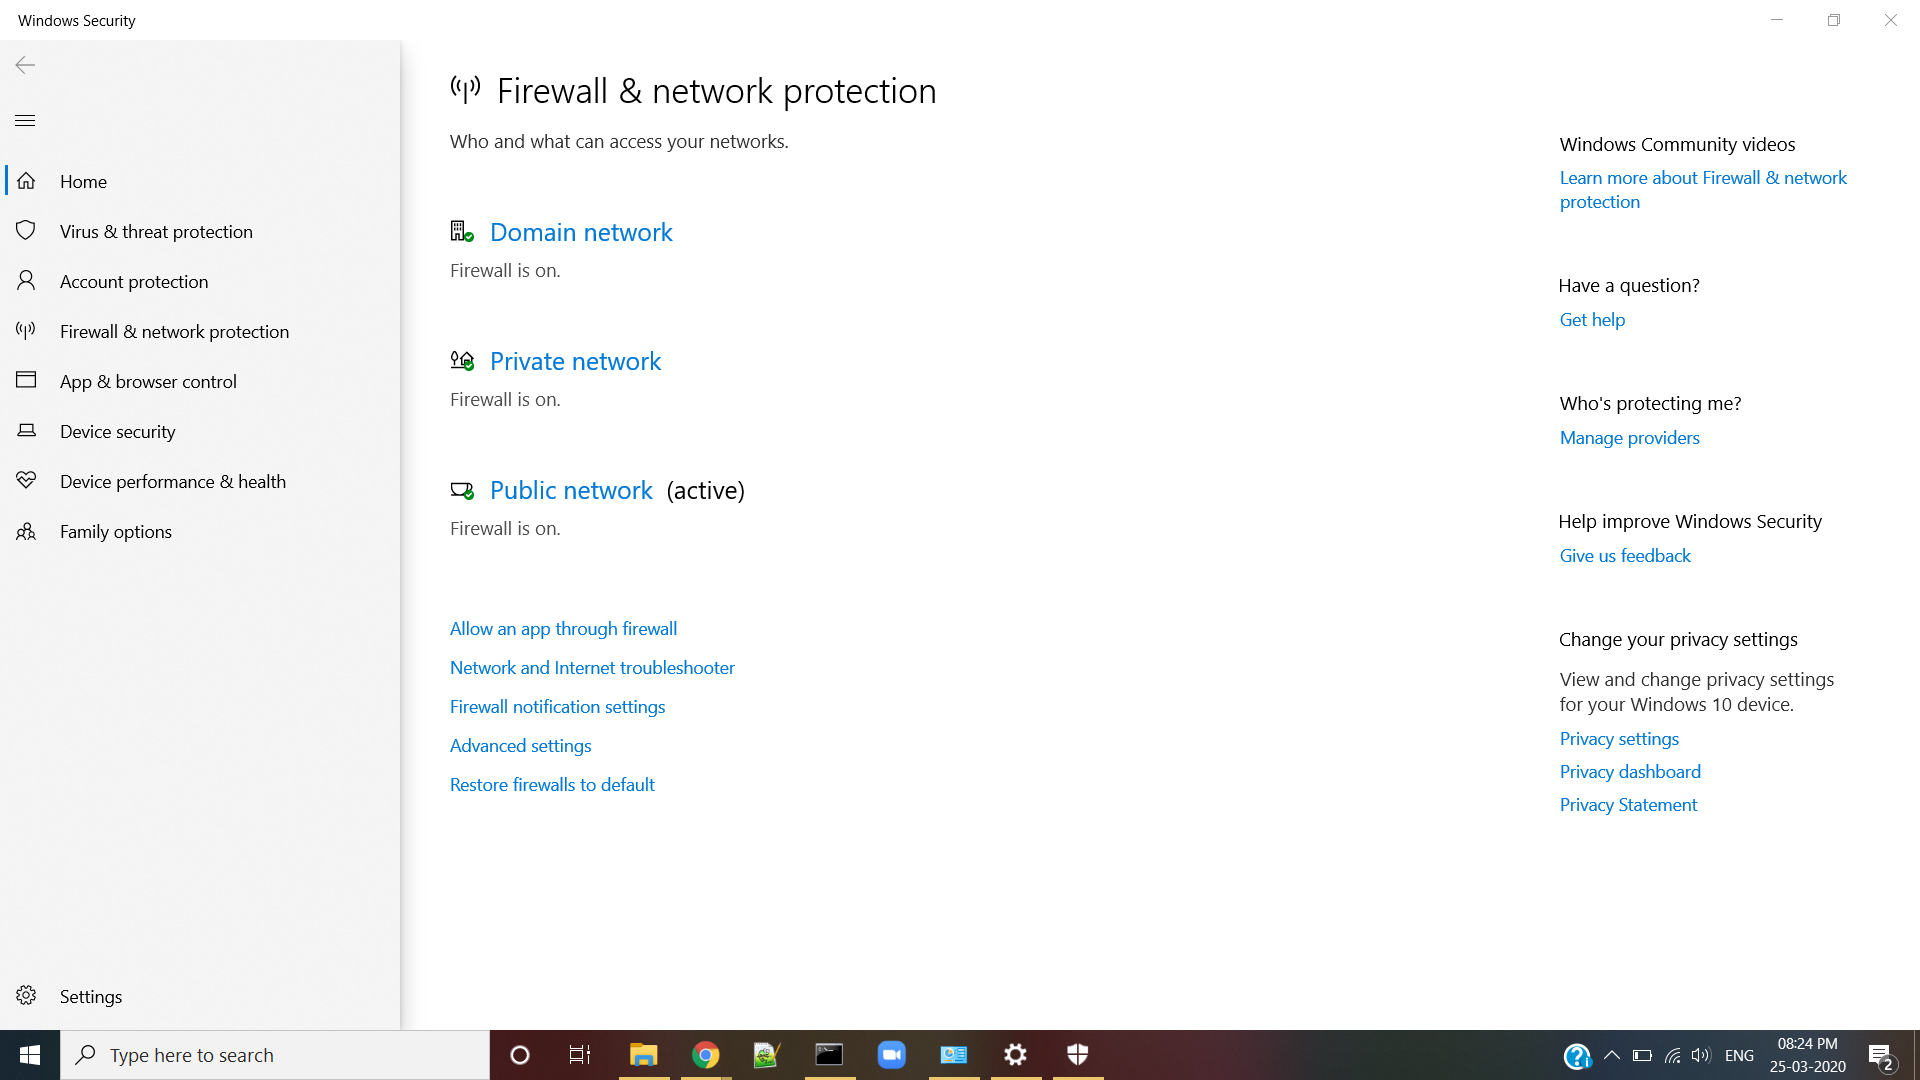 Windows Security
Home
Virus & threat protection
Account protection
Firewall & network protection
App & browser control
Device security
Device performance & health
Family options
Settings
Firewall & network protection
Who and what can access your networks.
Domain network
Firewall is on.
Private network
Firewall is on.
Public network (active)
Firewall is on.
Allow an app through firewall
Network and Internet troubleshooter
Firewall notification settings
Advanced settings
Restore firewalls to default
Windows Community videos
Learn more about Firewall & network
protection
Have a question?
Get help
Who's protecting me?
Manage providers
Help improve Windows Security
Give us feedback
Change your privacy settings
View and change privacy settings
for your Windows 10 device.
Privacy settings
Privacy dashboard
Privacy Statement
Type here to search
ENG
08:24 PM
25-03-2020
2